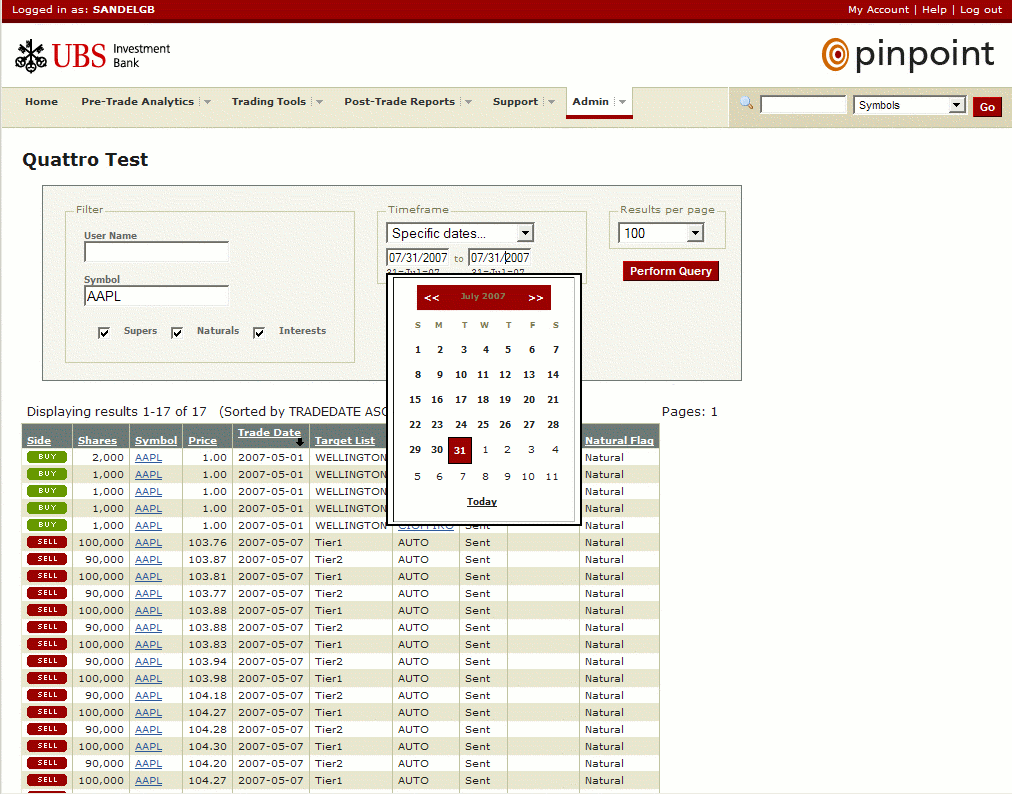 Logged in as: SANDELGB My Account | Help | Log out
UBS Investment Bank pinpoint
Home Pre-Trade Analytics Trading Tools Post-Trade Reports Support Admin Symbols Go
Quattro Test
Filter Timeframe Results per page
User Name Specific dates... 100
07/31/2007 to 07/31/2007
31-Jul-07 31-Jul-07
Symbol Perform Query
AAPL
Supers Naturals Interests
<< July 2007 >>
S M T W T F S
1 2 3 4 5 6 7
8 9 10 11 12 13 14
15 16 17 18 19 20 21
22 23 24 25 26 27 28
29 30 31 1 2 3 4
5 6 7 8 9 10 11
Today
Displaying results 1-17 of 17 (Sorted by TRADEDATE ASC Pages: 1
Side Shares Symbol Price Trade Date Target List Natural Flag
BUY 2,000 AAPL 1.00 2007-05-01 WELLINGTON Natural
BUY 1,000 AAPL 1.00 2007-05-01 WELLINGTON Natural
BUY 1,000 AAPL 1.00 2007-05-01 WELLINGTON Natural
BUY 1,000 AAPL 1.00 2007-05-01 WELLINGTON Natural
BUY 1,000 AAPL 1.00 2007-05-01 WELLINGTON Sent Natural
SELL 100,000 AAPL 103.76 2007-05-07 Tier1 AUTO Sent Natural
SELL 90,000 AAPL 103.87 2007-05-07 Tier2 AUTO Sent Natural
SELL 100,000 AAPL 103.81 2007-05-07 Tier1 AUTO Sent Natural
SELL 90,000 AAPL 103.77 2007-05-07 Tier2 AUTO Sent Natural
SELL 100,000 AAPL 103.88 2007-05-07 Tier1 AUTO Sent Natural
SELL 90,000 AAPL 103.88 2007-05-07 Tier2 AUTO Sent Natural
SELL 100,000 AAPL 103.83 2007-05-07 Tier1 AUTO Sent Natural
SELL 90,000 AAPL 103.94 2007-05-07 Tier2 AUTO Sent Natural
SELL 100,000 AAPL 103.98 2007-05-07 Tier1 AUTO Sent Natural
SELL 90,000 AAPL 104.18 2007-05-07 Tier2 AUTO Sent Natural
SELL 100,000 AAPL 104.27 2007-05-07 Tier1 AUTO Sent Natural
SELL 90,000 AAPL 104.28 2007-05-07 Tier2 AUTO Sent Natural
SELL 100,000 AAPL 104.30 2007-05-07 Tier1 AUTO Sent Natural
SELL 90,000 AAPL 104.20 2007-05-07 Tier2 AUTO Sent Natural
SELL 100,000 AAPL 104.27 2007-05-07 Tier1 AUTO Sent Natural